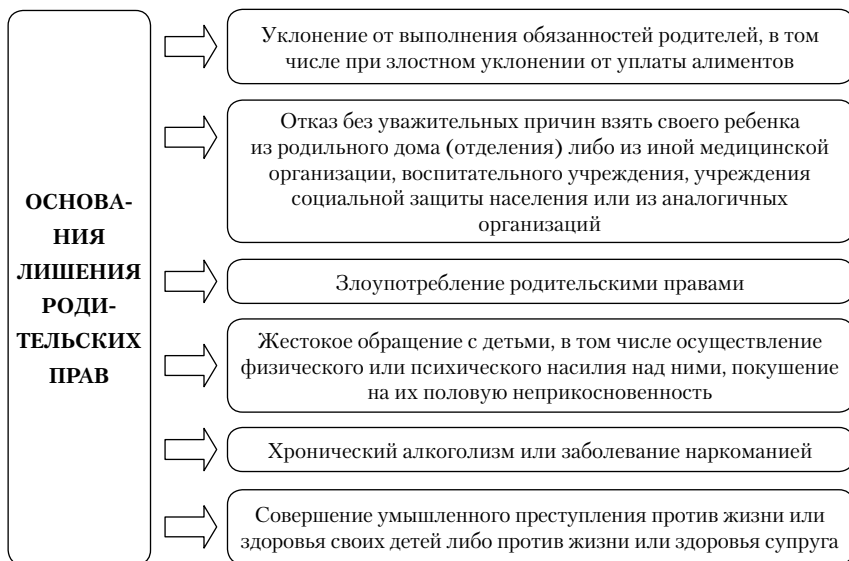 ОСНОВА-
НИЯ
ЛИШЕНИЯ
РОДИ-
ТЕЛЬСКИХ
ПРАВ
Уклонение от выполнения обязанностей родителей, в том
числе при злостном уклонении от уплаты алиментов
Отказ без уважительных причин взять своего ребенка
из родильного дома (отделения) либо из иной медицинской
организации, воспитательного учреждения, учреждения
социальной защиты населения или из аналогичных
организаций
Злоупотребление родительскими правами
Жестокое обращение с детьми, в том числе осуществление
физического или психического насилия над ними, покушение
на их половую неприкосновенность
Хронический алкоголизм или заболевание наркоманией
Совершение умышленного преступления против жизни или
здоровья своих детей либо против жизни или здоровья супруга